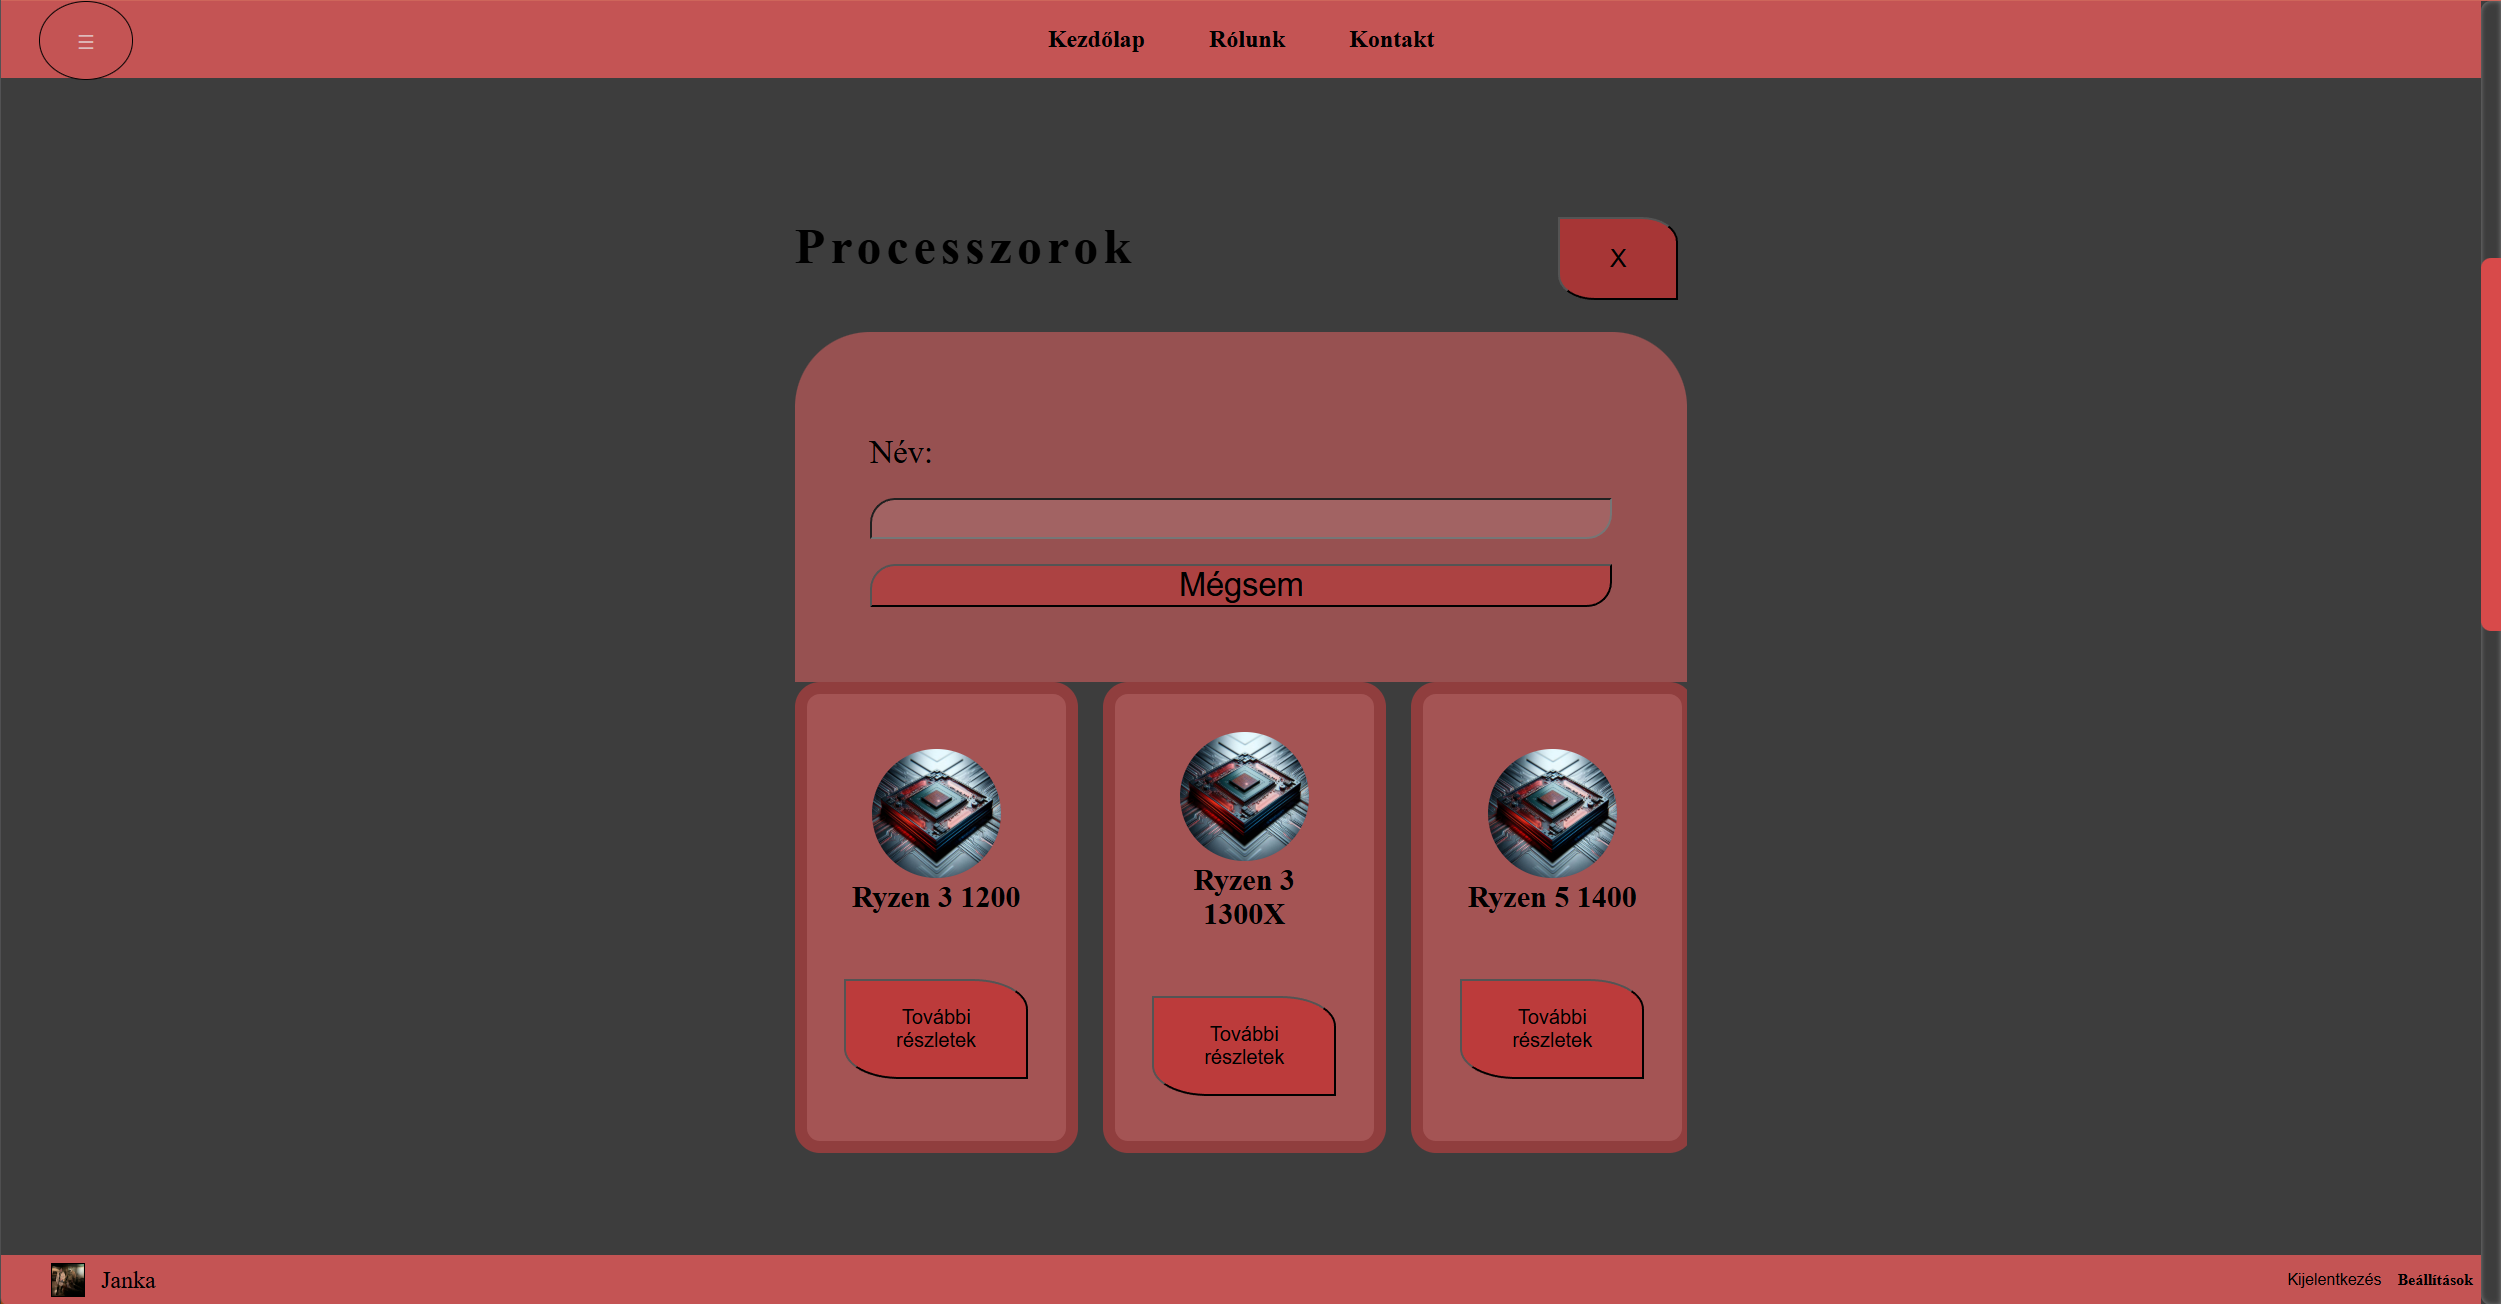 ☰
Kezdőlap Rólunk Kontakt
Processzorok
X
Név:
Mégsem
Ryzen 3 1200
További
részletek
Ryzen 3
1300X
További
részletek
Ryzen 5 1400
További
részletek
Janka
Kijelentkezés Beállítások